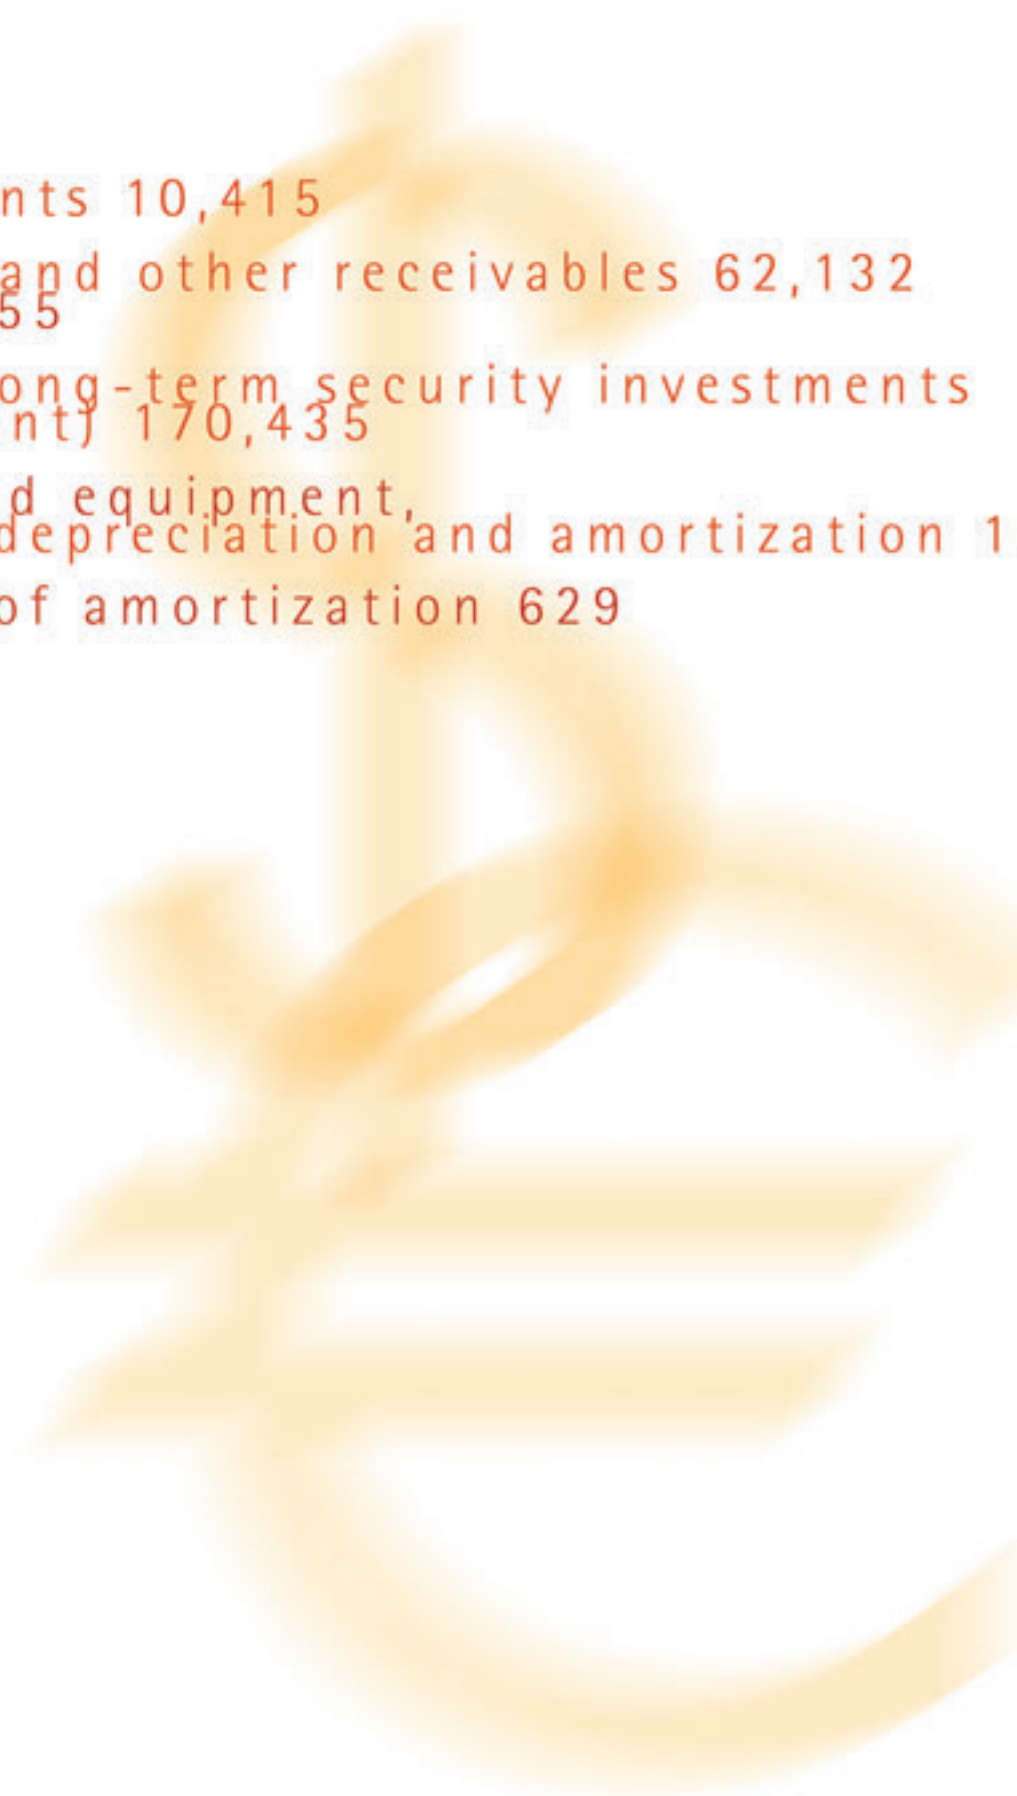 nts 10,415
and other receivables 62,132
55
ong-term security investments
nt) 170,435
d equipment,
depreciation and amortization 1
of amortization 629